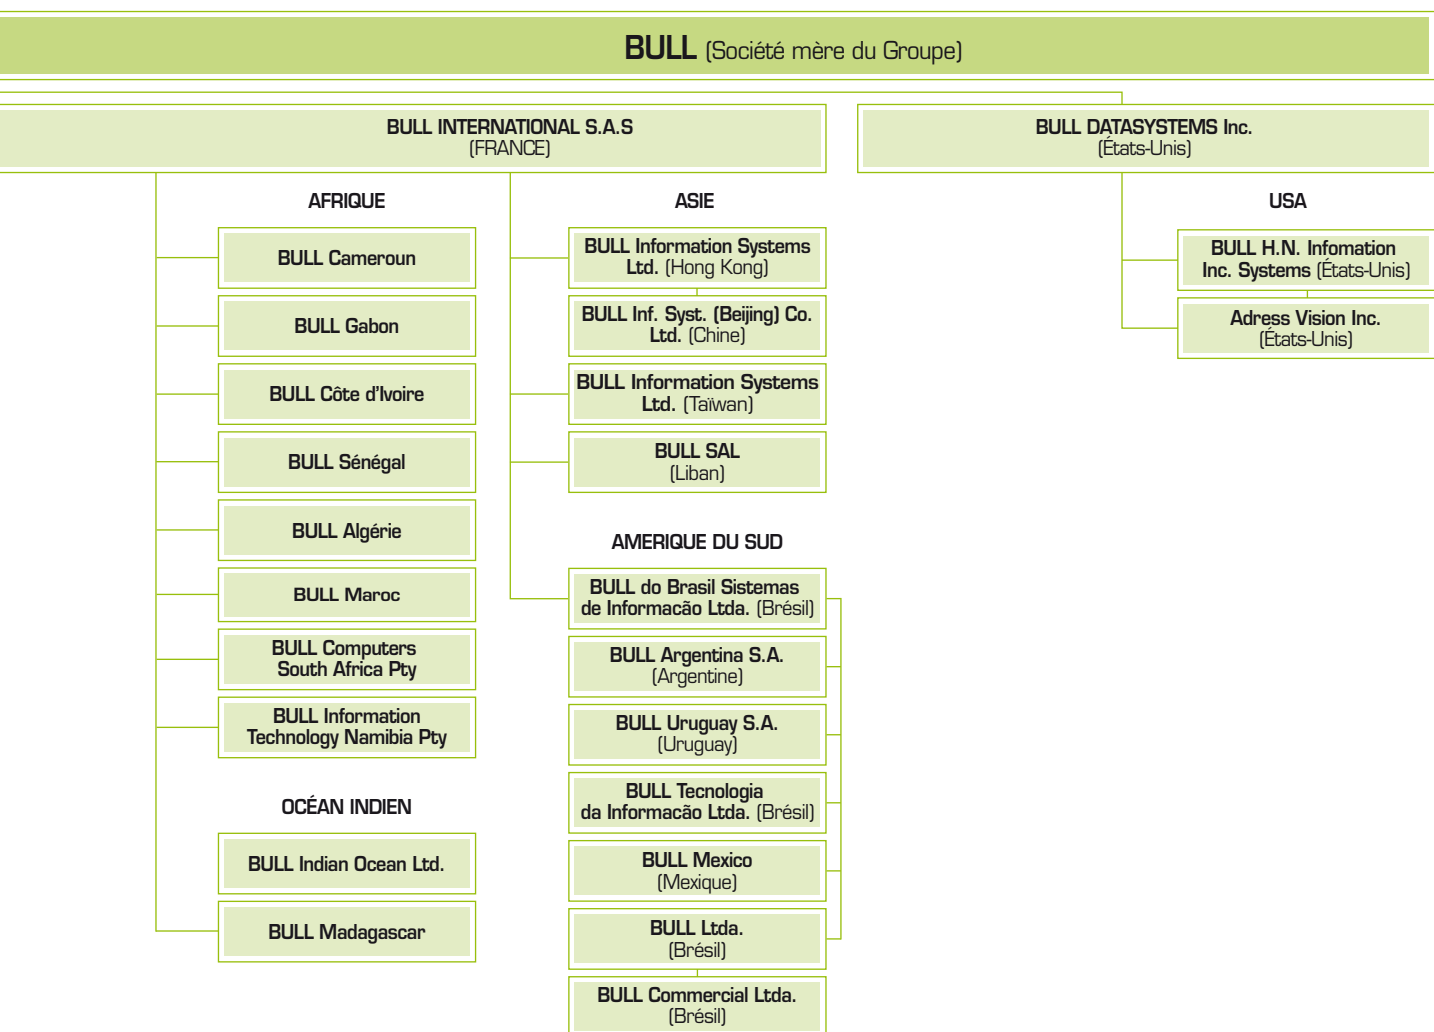 BULL (Société mère du Groupe)
BULL INTERNATIONAL S.A.S
(FRANCE)
BULL DATASYSTEMS Inc.
(États-Unis)
AFRIQUE
BULL Cameroun
BULL Gabon
BULL Côte d'Ivoire
BULL Sénégal
BULL Algérie
BULL Maroc
BULL Computers
South Africa Pty
BULL Information
Technology Namibia Pty
OCÉAN INDIEN
BULL Indian Ocean Ltd.
BULL Madagascar
ASIE
BULL Information Systems
Ltd. (Hong Kong)
BULL Inf. Syst. (Beijing) Co.
Ltd. (Chine)
BULL Information Systems
Ltd. (Taïwan)
BULL SAL
(Liban)
AMERIQUE DU SUD
BULL do Brasil Sistemas
de Informacão Ltda. (Brésil)
BULL Argentina S.A.
(Argentine)
BULL Uruguay S.A.
(Uruguay)
BULL Tecnologia
da Informacão Ltda. (Brésil)
BULL Mexico
(Mexique)
BULL Ltda.
(Brésil)
BULL Commercial Ltda.
(Brésil)
USA
BULL H.N. Infomation
Inc. Systems (États-Unis)
Adress Vision Inc.
(États-Unis)